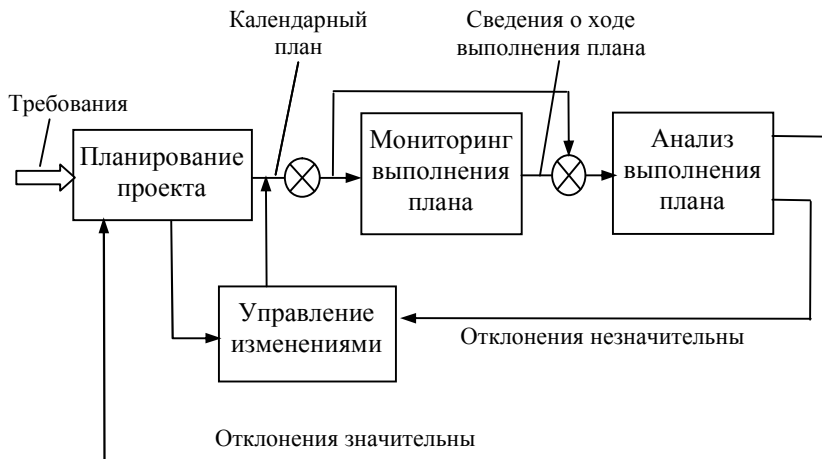 Календарный
план
Сведения о ходе
выполнения плана
Требования
Планирование
проекта
Мониторинг
выполнения
плана
Анализ
выполнения
плана
Управление
изменениями
Отклонения незначительны
Отклонения значительны